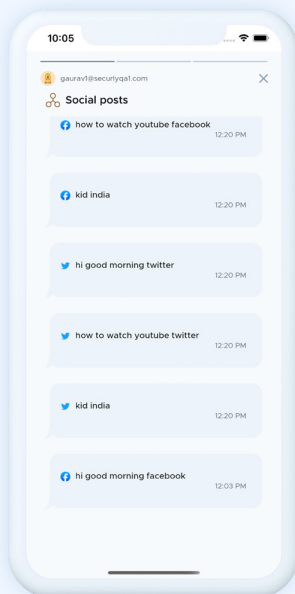 10:05
gaurav1@securlyqa1.com
Social posts
how to watch youtube facebook
12:20 PM
kid india
12:20 PM
hi good morning twitter
12:20 PM
how to watch youtube twitter
12:20 PM
kid india
12:20 PM
hi good morning facebook
12:03 PM